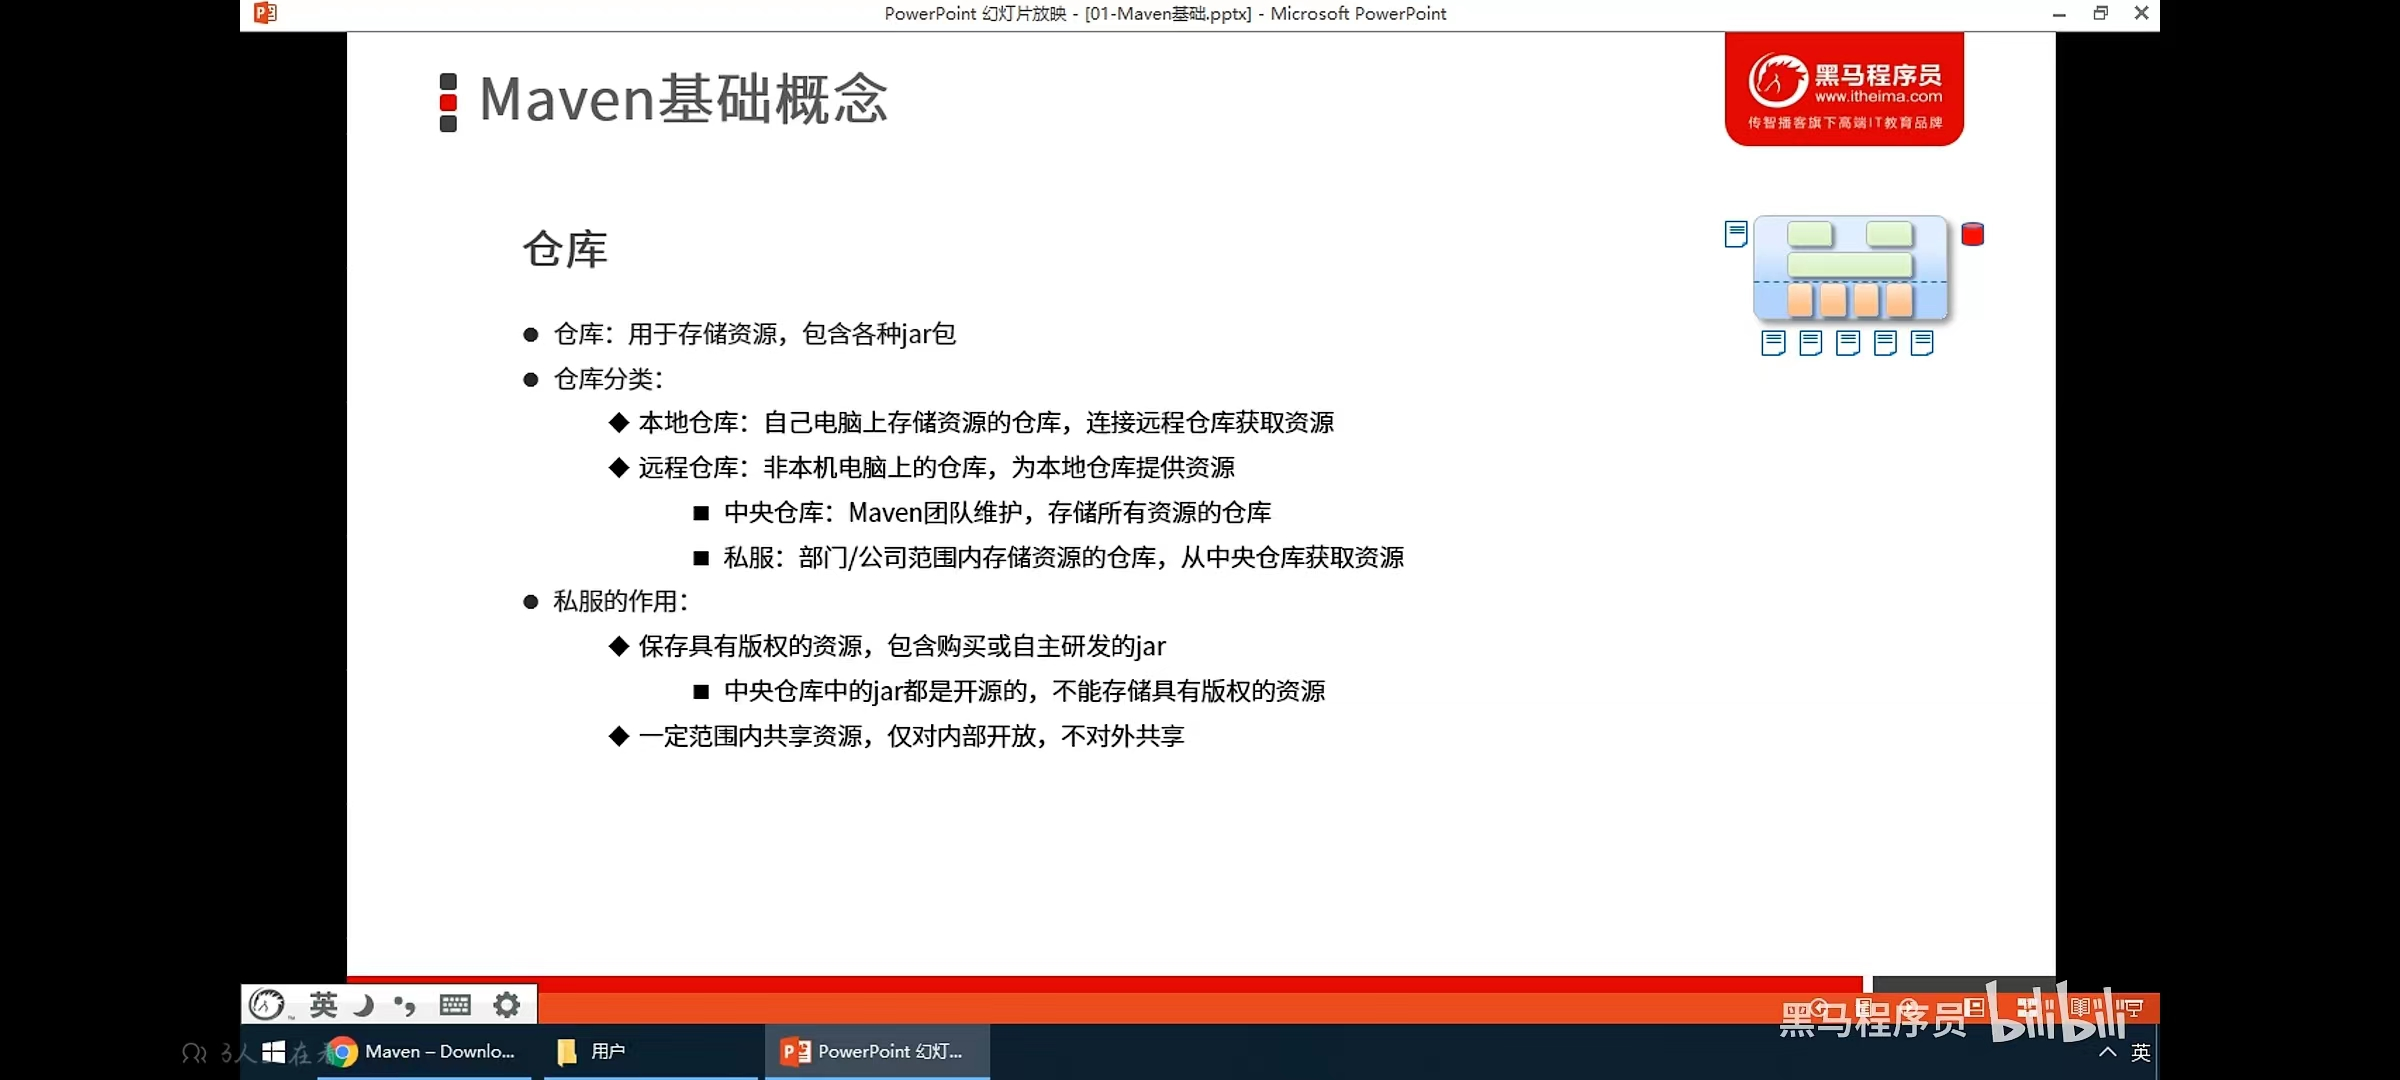 PowerPoint 幻灯片放映 - [01-Maven基础.pptx] - Microsoft PowerPoint
Maven基础概念
黑马程序员
www.itheima.com
传智播客旗下高端IT教育品牌
仓库
仓库：用于存储资源，包含各种jar包
仓库分类：
本地仓库：自己电脑上存储资源的仓库，连接远程仓库获取资源
远程仓库：非本机电脑上的仓库，为本地仓库提供资源
中央仓库：Maven团队维护，存储所有资源的仓库
私服：部门/公司范围内存储资源的仓库，从中央仓库获取资源
私服的作用：
保存具有版权的资源，包含购买或自主研发的jar
中央仓库中的jar都是开源的，不能存储具有版权的资源
一定范围内共享资源，仅对内部开放，不对外共享
英
黑马程序员 bilibili
3人在看
Maven – Downlo...
用户
PowerPoint 幻灯...
英